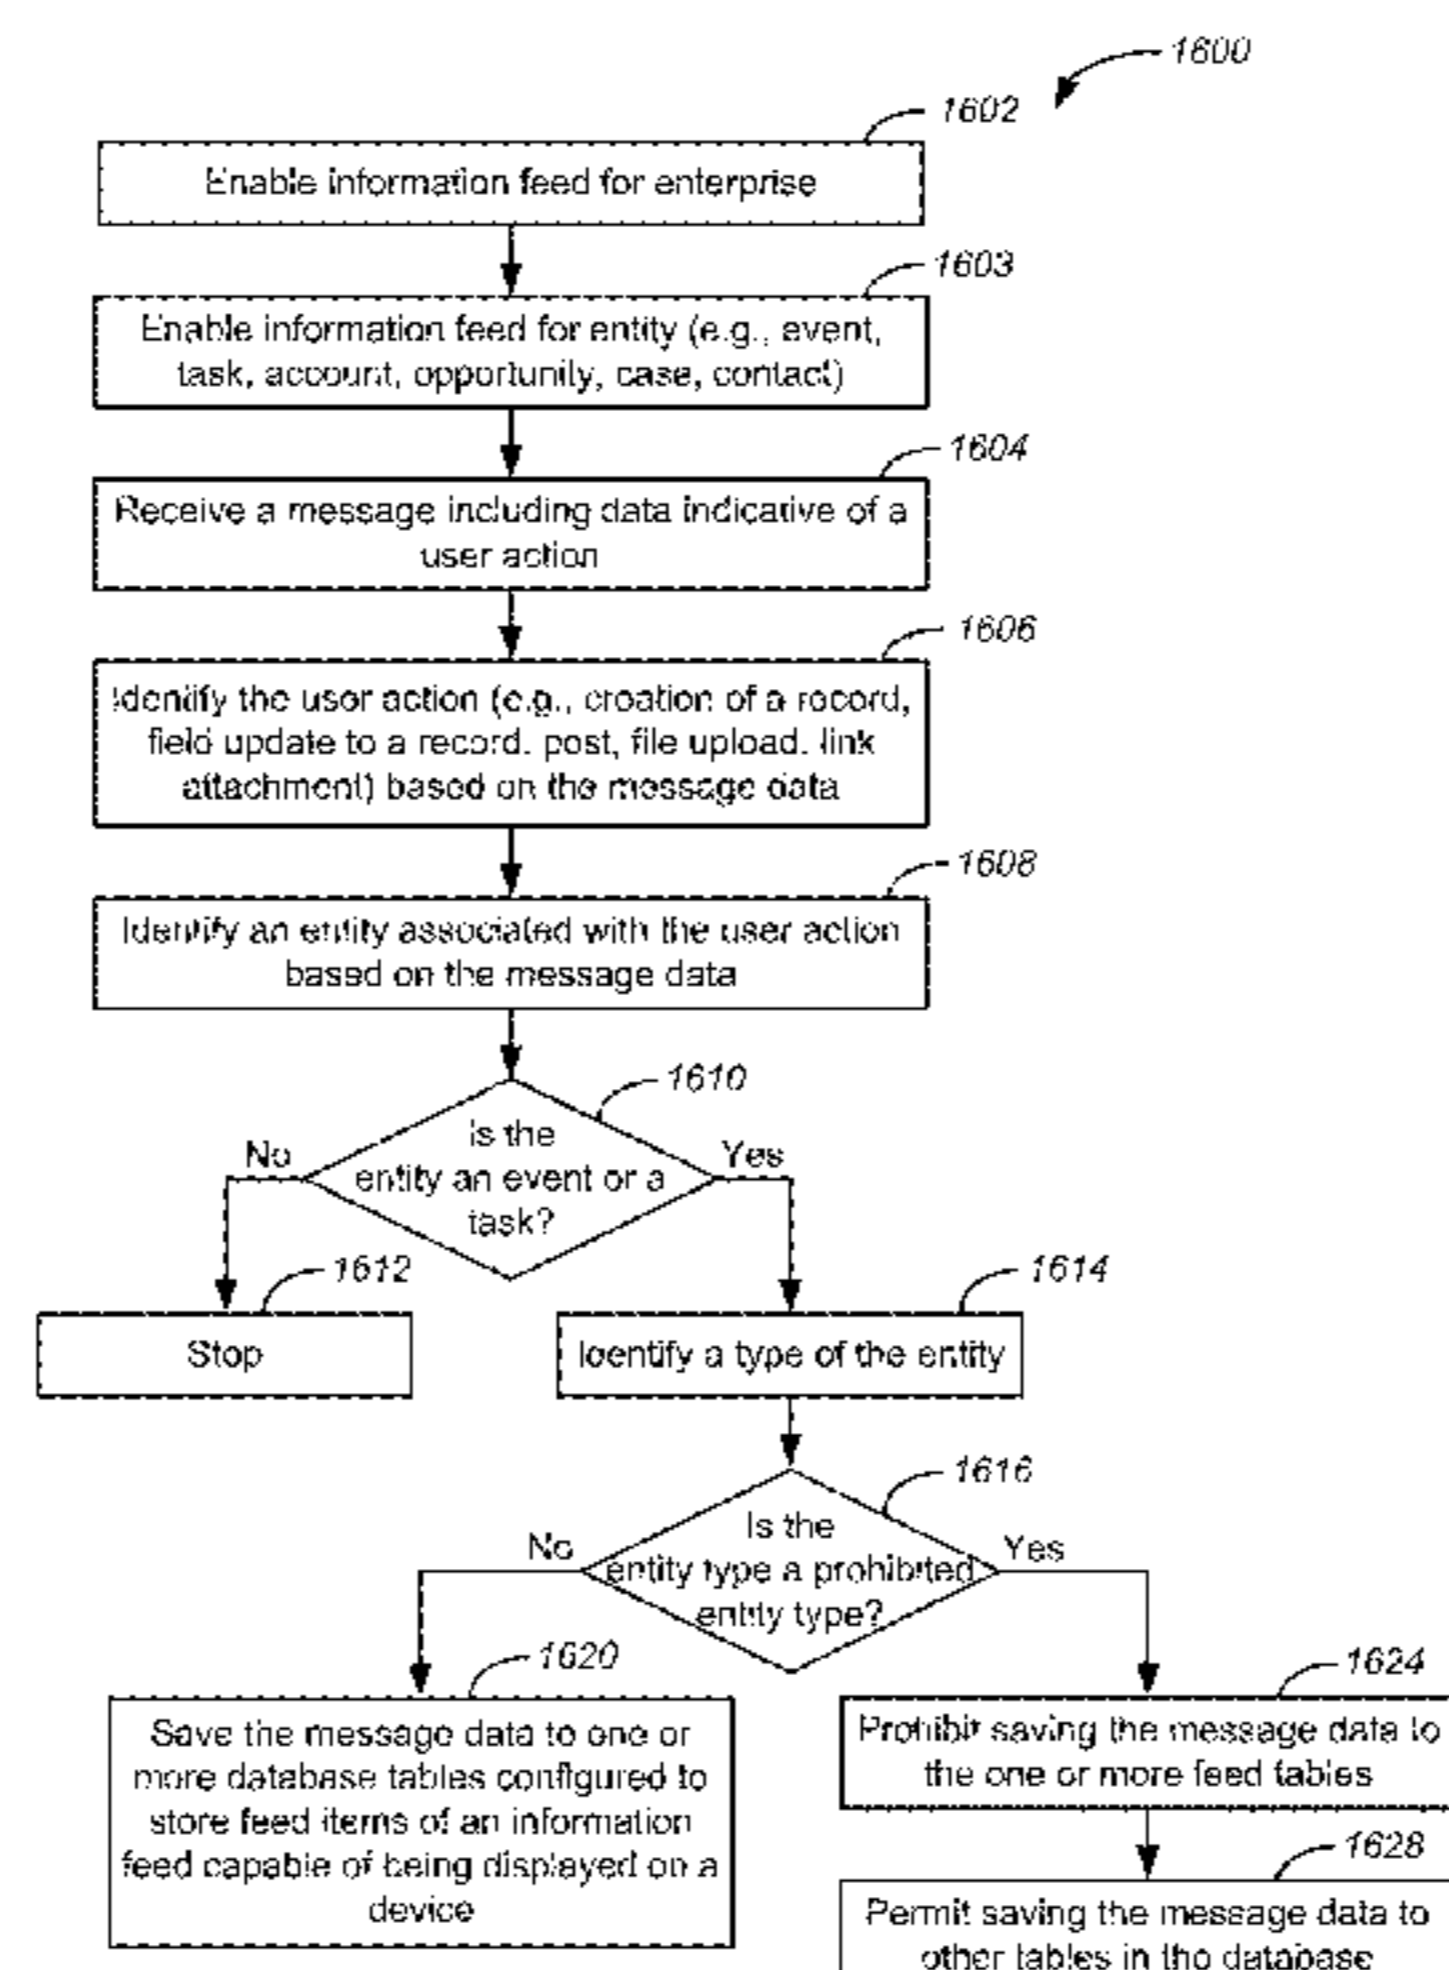 1600
1602
Enable information feed for enterprise
1603
Enable information feed for entity (e.g., event,
task, account, opportunity, case, contact)
1604
Receive a message including data indicative of a
user action
1606
Identify the user action (e.g., creation of a record,
field update to a record, post, file upload, link
attachment) based on the message data
1608
Identify an entity associated with the user action
based on the message data
1610
Is the
entity an event or a
task?
No
Yes
1612
Stop
1614
Identify a type of the entity
1616
Is the
entity type a prohibited
entity type?
No
Yes
1620
Save the message data to one or
more database tables configured to
store feed items of an information
feed capable of being displayed on a
device
1624
Prohibit saving the message data to
the one or more feed tables
1628
Permit saving the message data to
other tables in the database